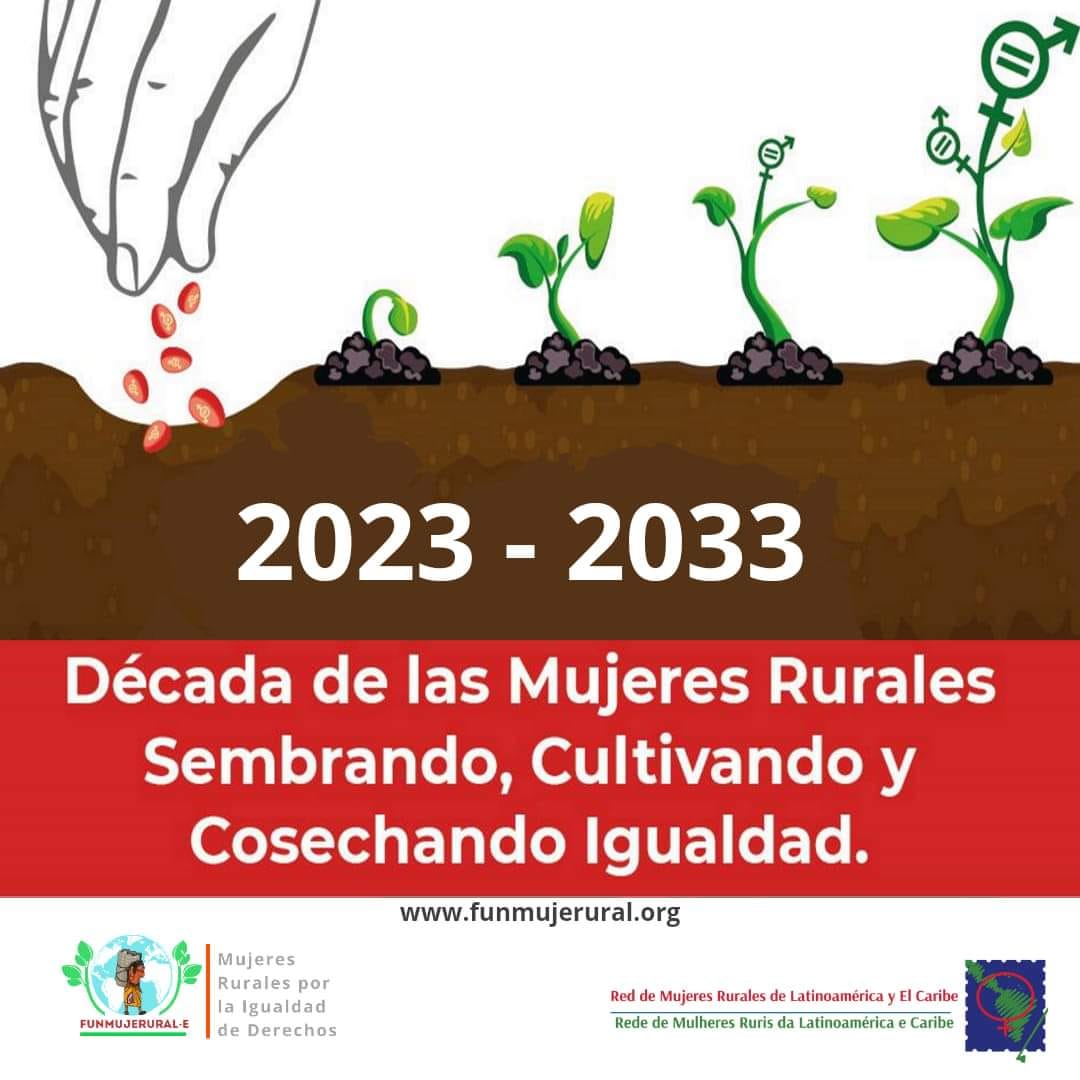 2023 - 2033
Década de las Mujeres Rurales
Sembrando, Cultivando y
Cosechando Igualdad.
www.funmujerural.org
Mujeres
Rurales por
la Igualdad
de Derechos
FUNMUJERURAL-E
Red de Mujeres Rurales de Latinoamérica y El Caribe
Rede de Mulheres Ruris da Latinoamérica e Caribe